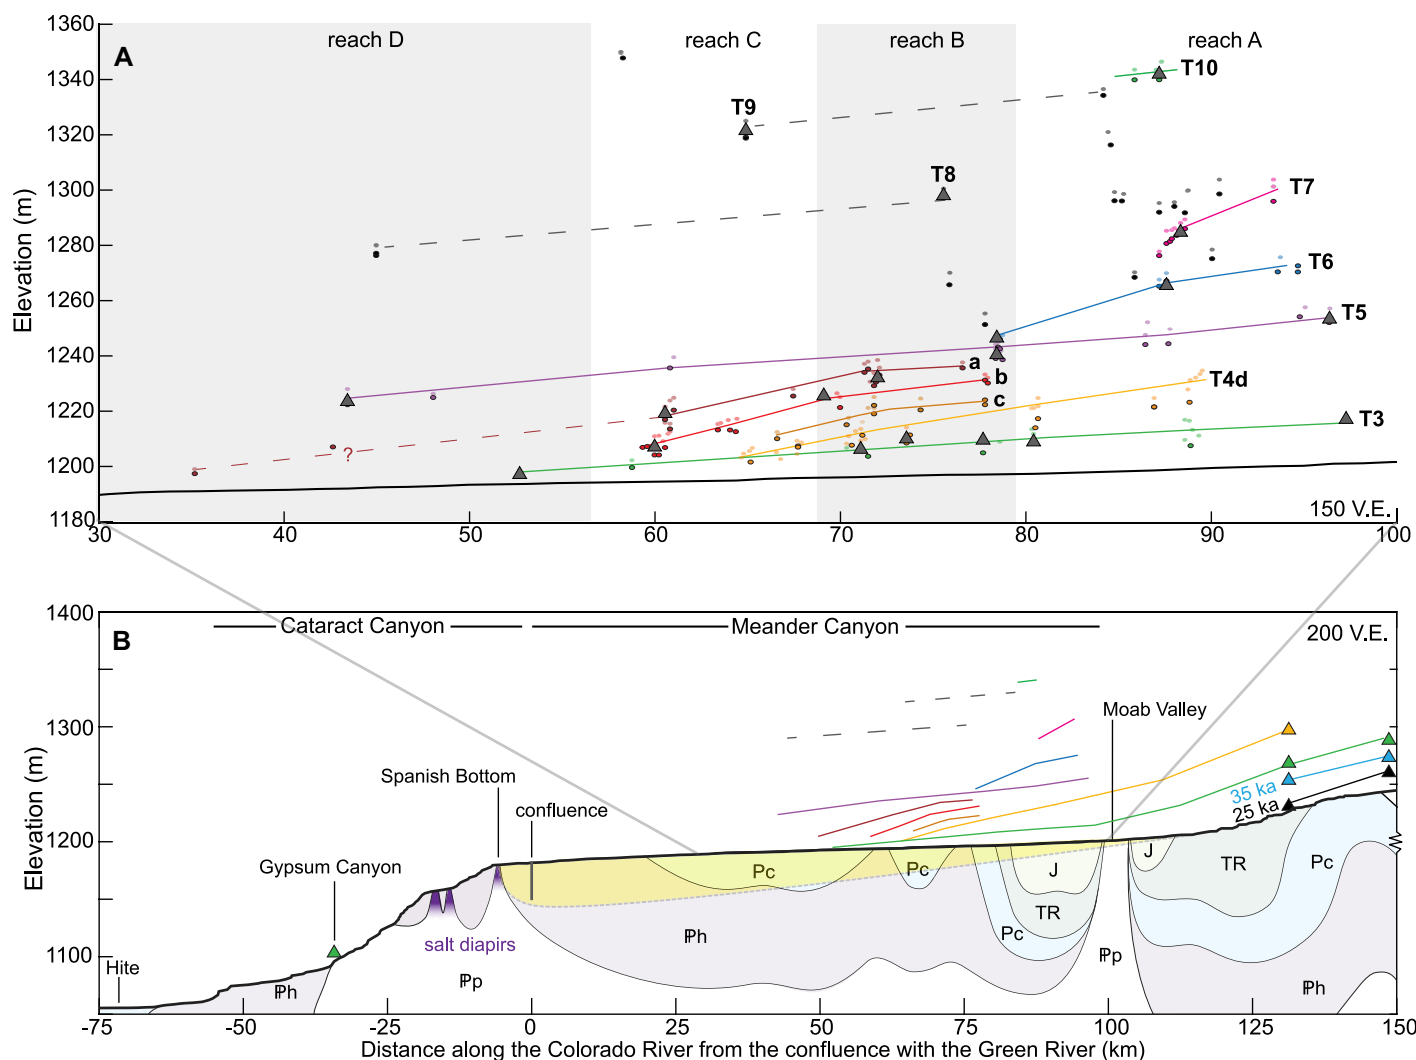 A
reach D
reach C
reach B
reach A
Elevation (m)
1360
1340
1320
1300
1280
1260
1240
1220
1200
1180
T10
T9
T8
T7
T6
T5
a
b
c
T4d
T3
?
150 V.E.
30
40
50
60
70
80
90
100
B
Cataract Canyon
Meander Canyon
200 V.E.
Elevation (m)
1400
1300
1200
1100
Moab Valley
Spanish Bottom
confluence
35 ka
25 ka
Gypsum Canyon
salt diapirs
Hite
Pc
Pc
J
J
TR
TR
Pc
Pc
ℙh
ℙh
ℙp
ℙp
ℙh
-75
-50
-25
0
25
50
75
100
125
150
Distance along the Colorado River from the confluence with the Green River (km)